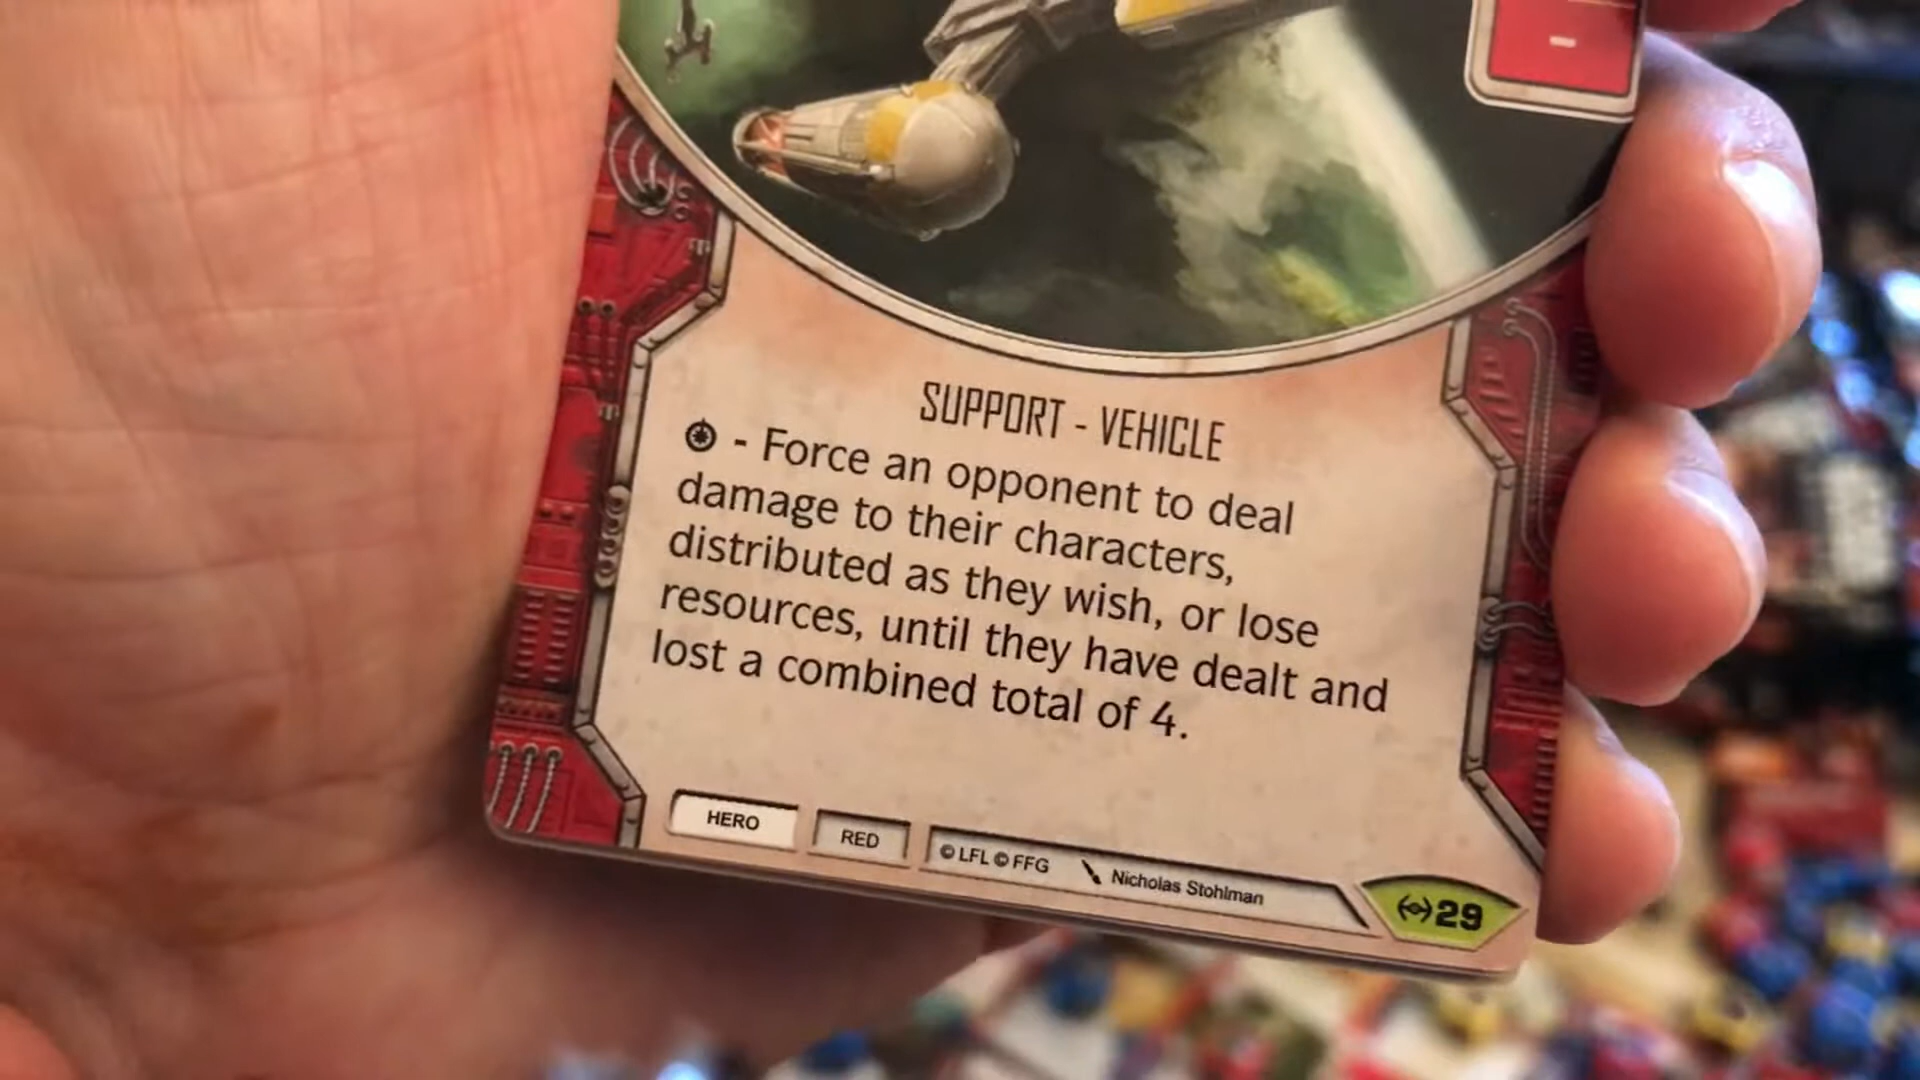 SUPPORT - VEHICLE
- Force an opponent to deal
damage to their characters,
distributed as they wish, or lose
resources, until they have dealt and
lost a combined total of 4.
HERO RED © LFL © FFG Nicholas Stohlman 29